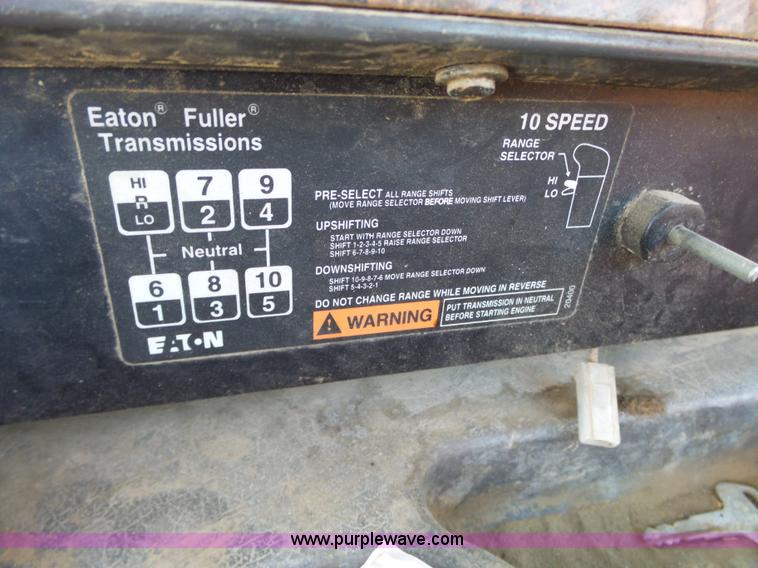 Eaton® Fuller®
Transmissions
10 SPEED
RANGE
SELECTOR
HI
LO
HI
R
LO
7
2
9
4
Neutral
6
1
8
3
10
5
EATON
PRE-SELECT ALL RANGE SHIFTS
(MOVE RANGE SELECTOR BEFORE MOVING SHIFT LEVER)
UPSHIFTING
START WITH RANGE SELECTOR DOWN
SHIFT 1-2-3-4-5 RAISE RANGE SELECTOR
SHIFT 6-7-8-9-10
DOWNSHIFTING
SHIFT 10-9-8-7-6 MOVE RANGE SELECTOR DOWN
SHIFT 5-4-3-2-1
DO NOT CHANGE RANGE WHILE MOVING IN REVERSE
WARNING
PUT TRANSMISSION IN NEUTRAL
BEFORE STARTING ENGINE
20400
www.purplewave.com